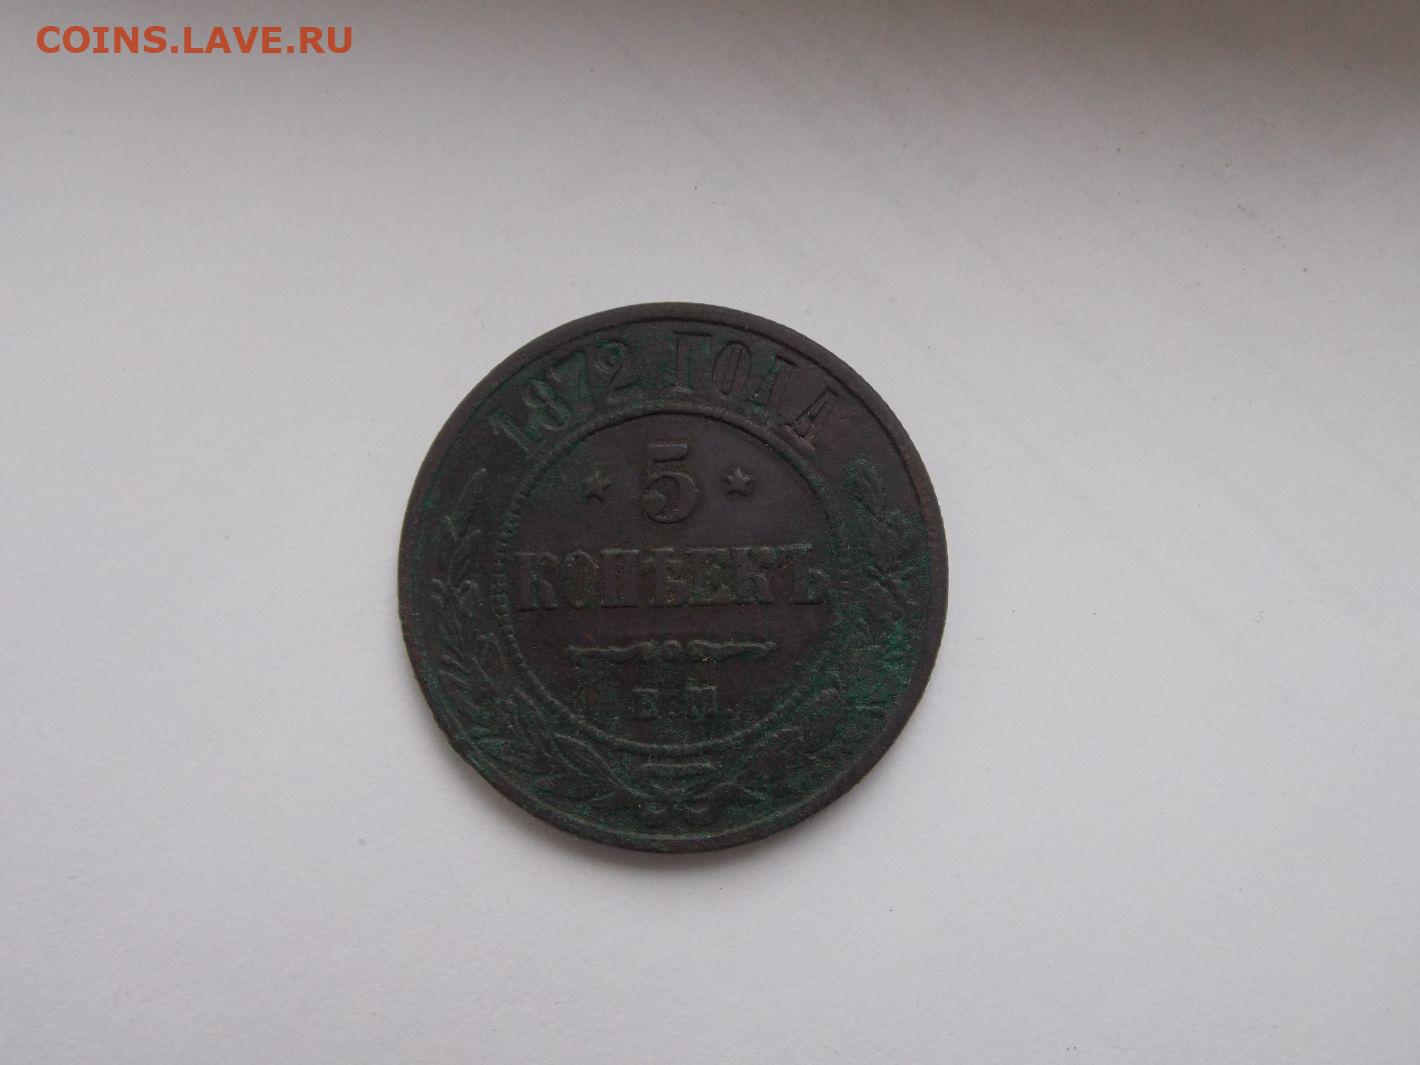 COINS.LAVE.RU
1872 ГОДА
* 5 *
КОПѢЕКЪ
Е.М.